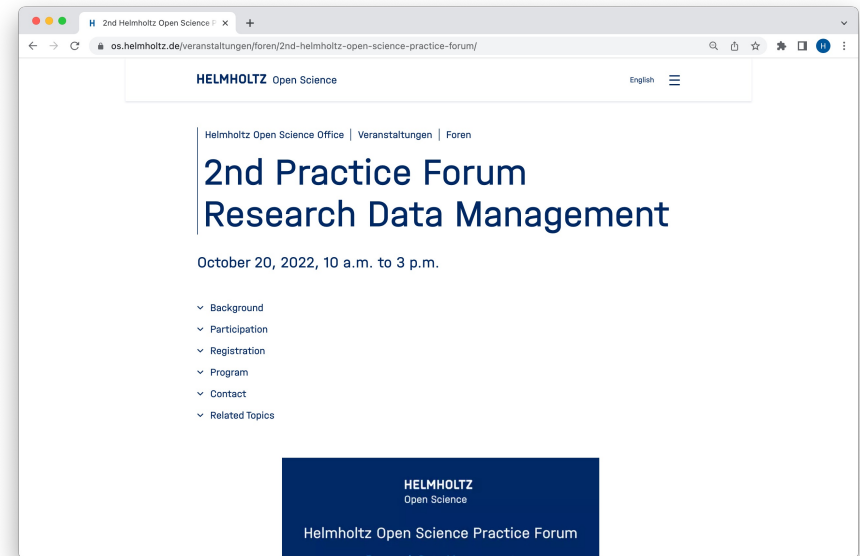 2nd Helmholtz Open Science P
os.helmholtz.de/veranstaltungen/foren/2nd-helmholtz-open-science-practice-forum/
HELMHOLTZ Open Science
English
Helmholtz Open Science Office | Veranstaltungen | Foren
2nd Practice Forum
Research Data Management
October 20, 2022, 10 a.m. to 3 p.m.
Background
Participation
Registration
Program
Contact
Related Topics
HELMHOLTZ
Open Science
Helmholtz Open Science Practice Forum